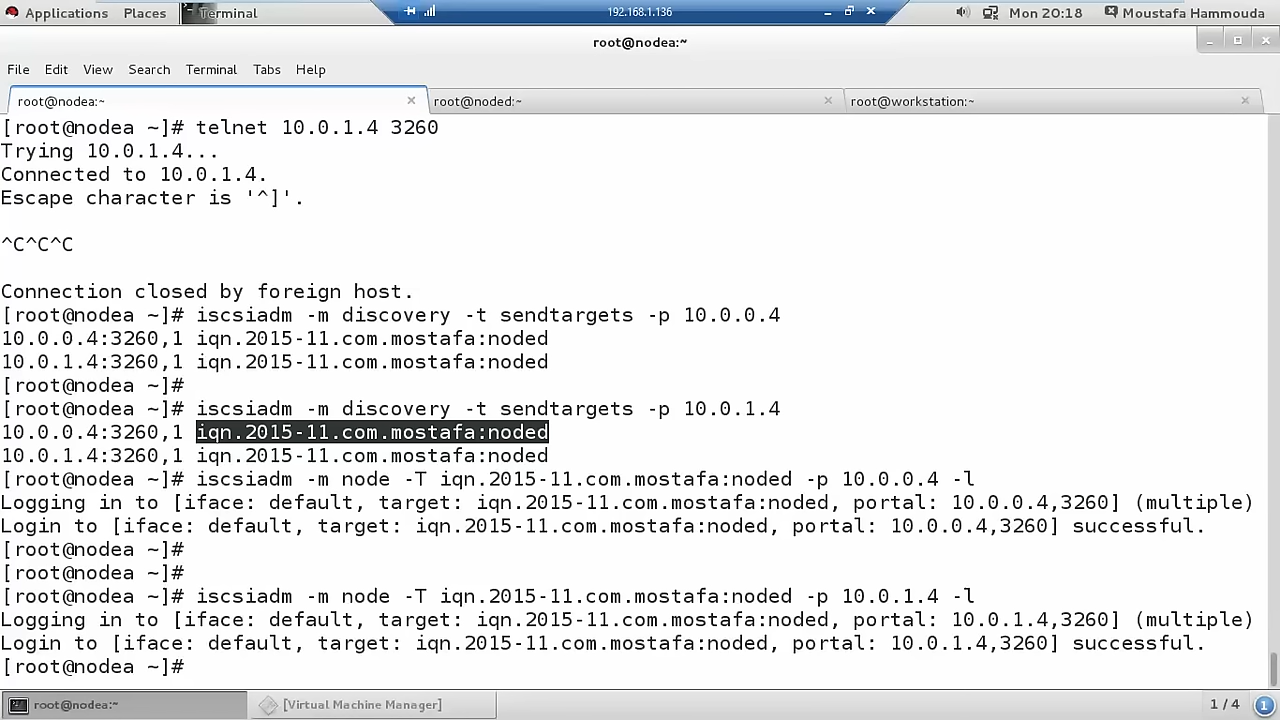 Applications Places Terminal 192.168.1.136 Mon 20:18 Moustafa Hammouda
root@nodea:~
File Edit View Search Terminal Tabs Help
root@nodea:~ root@noded:~ root@workstation:~
[root@nodea ~]# telnet 10.0.1.4 3260
Trying 10.0.1.4...
Connected to 10.0.1.4.
Escape character is '^]'.
^C^C^C
Connection closed by foreign host.
[root@nodea ~]# iscsiadm -m discovery -t sendtargets -p 10.0.0.4
10.0.0.4:3260,1 iqn.2015-11.com.mostafa:noded
10.0.1.4:3260,1 iqn.2015-11.com.mostafa:noded
[root@nodea ~]#
[root@nodea ~]# iscsiadm -m discovery -t sendtargets -p 10.0.1.4
10.0.0.4:3260,1 iqn.2015-11.com.mostafa:noded
10.0.1.4:3260,1 iqn.2015-11.com.mostafa:noded
[root@nodea ~]# iscsiadm -m node -T iqn.2015-11.com.mostafa:noded -p 10.0.0.4 -l
Logging in to [iface: default, target: iqn.2015-11.com.mostafa:noded, portal: 10.0.0.4,3260] (multiple)
Login to [iface: default, target: iqn.2015-11.com.mostafa:noded, portal: 10.0.0.4,3260] successful.
[root@nodea ~]#
[root@nodea ~]#
[root@nodea ~]# iscsiadm -m node -T iqn.2015-11.com.mostafa:noded -p 10.0.1.4 -l
Logging in to [iface: default, target: iqn.2015-11.com.mostafa:noded, portal: 10.0.1.4,3260] (multiple)
Login to [iface: default, target: iqn.2015-11.com.mostafa:noded, portal: 10.0.1.4,3260] successful.
[root@nodea ~]#
root@nodea:~ [Virtual Machine Manager] 1 / 4 1